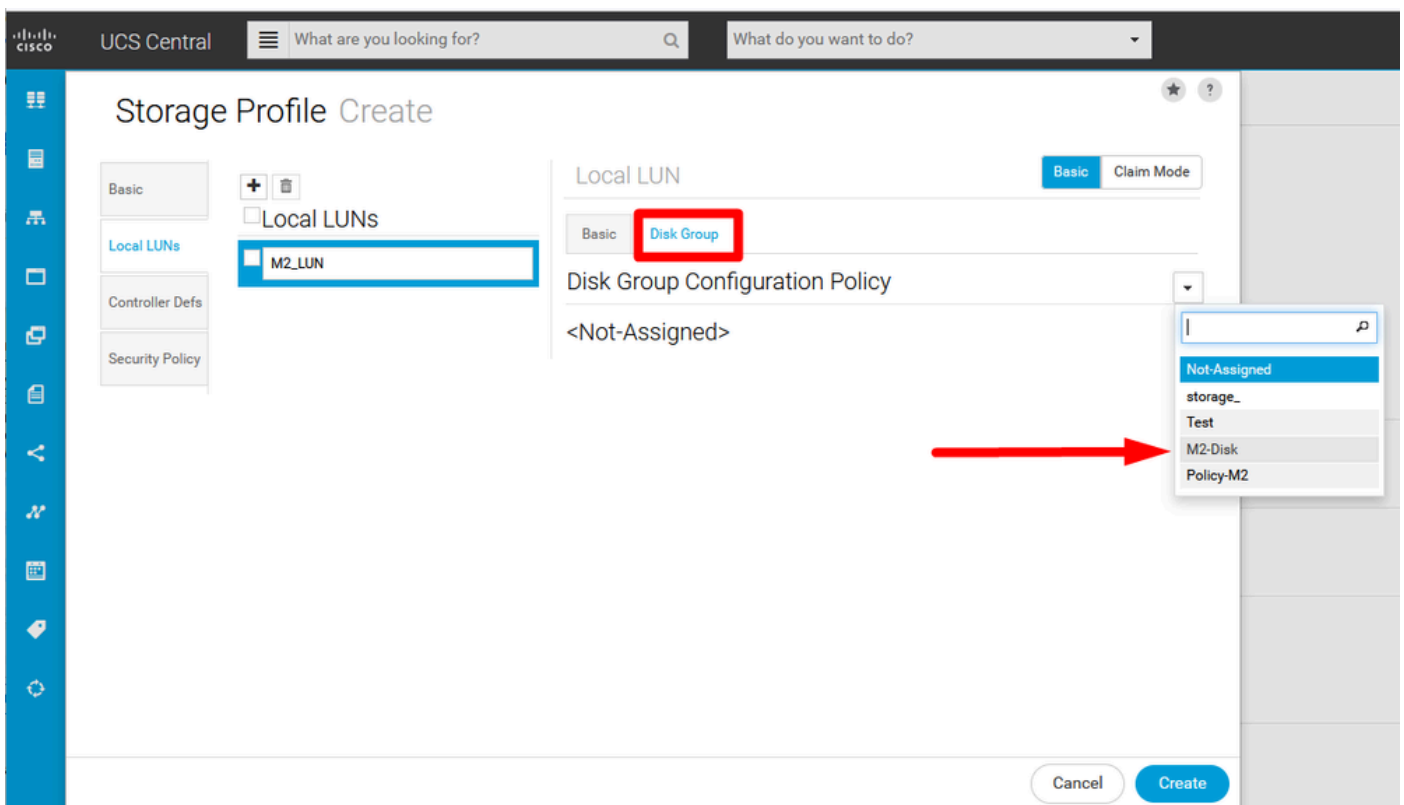 cisco
UCS Central
What are you looking for?
What do you want to do?
Storage Profile Create
?
Basic
Local LUNs
Controller Defs
Security Policy
Local LUNs
M2_LUN
Local LUN
Basic
Claim Mode
Basic
Disk Group
Disk Group Configuration Policy
<Not-Assigned>
Not-Assigned
storage_
Test
M2-Disk
Policy-M2
Cancel
Create